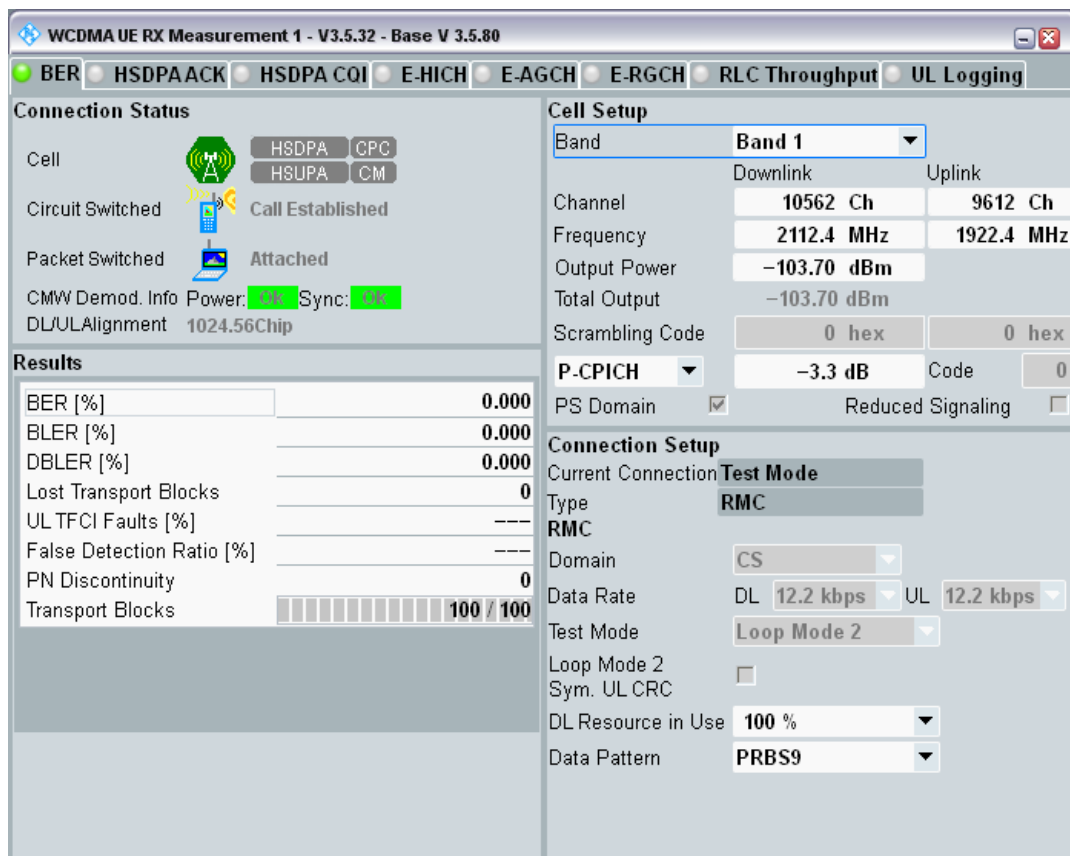 WCDMA UE RX Measurement 1 - V3.5.32 - Base V 3.5.80
BER HSDPA ACK HSDPA CQI E-HICH E-AGCH E-RGCH RLC Throughput UL Logging
Connection Status
Cell HSDPA CPC
HSUPA CM
Circuit Switched Call Established
Packet Switched Attached
CMW Demod. Info Power: Ok Sync: Ok
DL/ULAlignment 1024.56Chip
Results
BER [%] 0.000
BLER [%] 0.000
DBLER [%] 0.000
Lost Transport Blocks 0
UL TFCI Faults [%] ---
False Detection Ratio [%] ---
PN Discontinuity 0
Transport Blocks 100 / 100
Cell Setup
Band Band 1
Downlink Uplink
Channel 10562 Ch 9612 Ch
Frequency 2112.4 MHz 1922.4 MHz
Output Power −103.70 dBm
Total Output −103.70 dBm
Scrambling Code 0 hex 0 hex
P-CPICH −3.3 dB Code 0
PS Domain Reduced Signaling
Connection Setup
Current Connection Test Mode
Type RMC
RMC
Domain CS
Data Rate DL 12.2 kbps UL 12.2 kbps
Test Mode Loop Mode 2
Loop Mode 2
Sym. UL CRC
DL Resource in Use 100 %
Data Pattern PRBS9